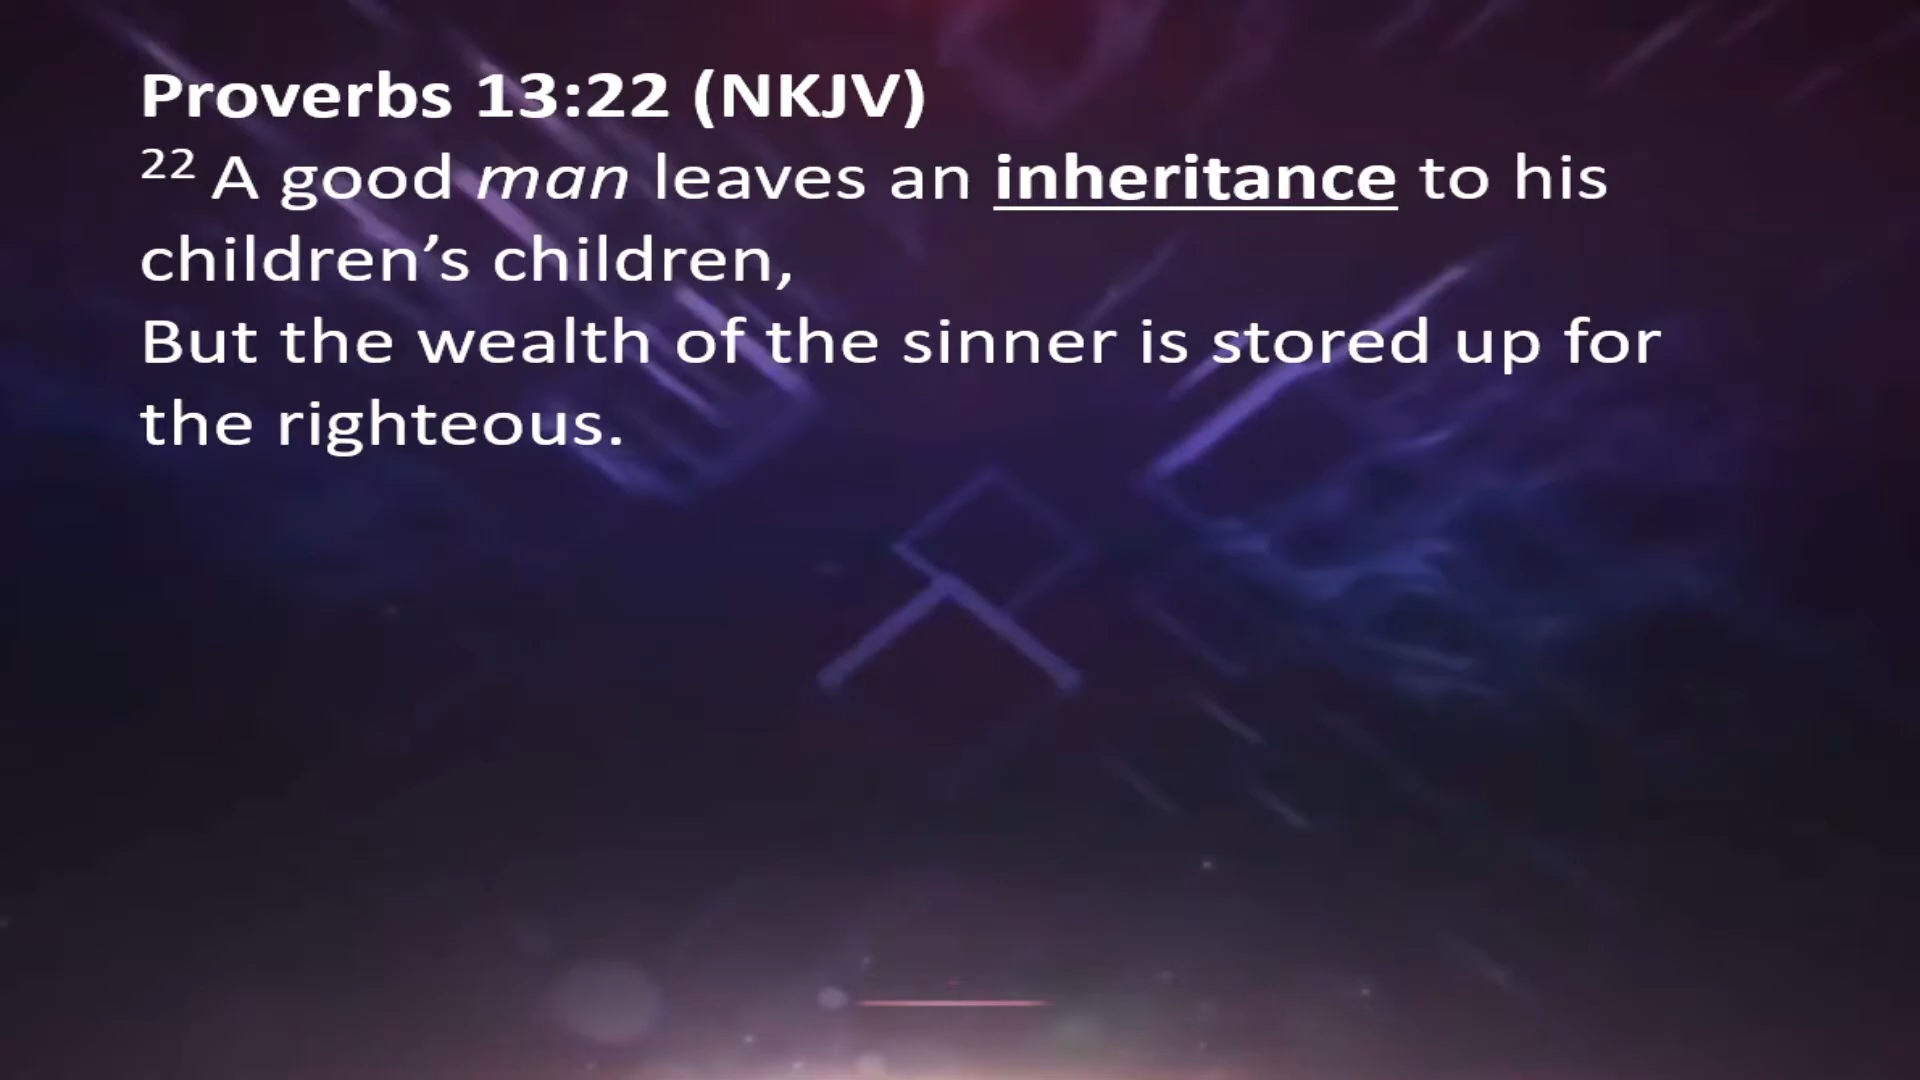 Proverbs 13:22 (NKJV)
22 A good man leaves an inheritance to his
children’s children,
But the wealth of the sinner is stored up for
the righteous.